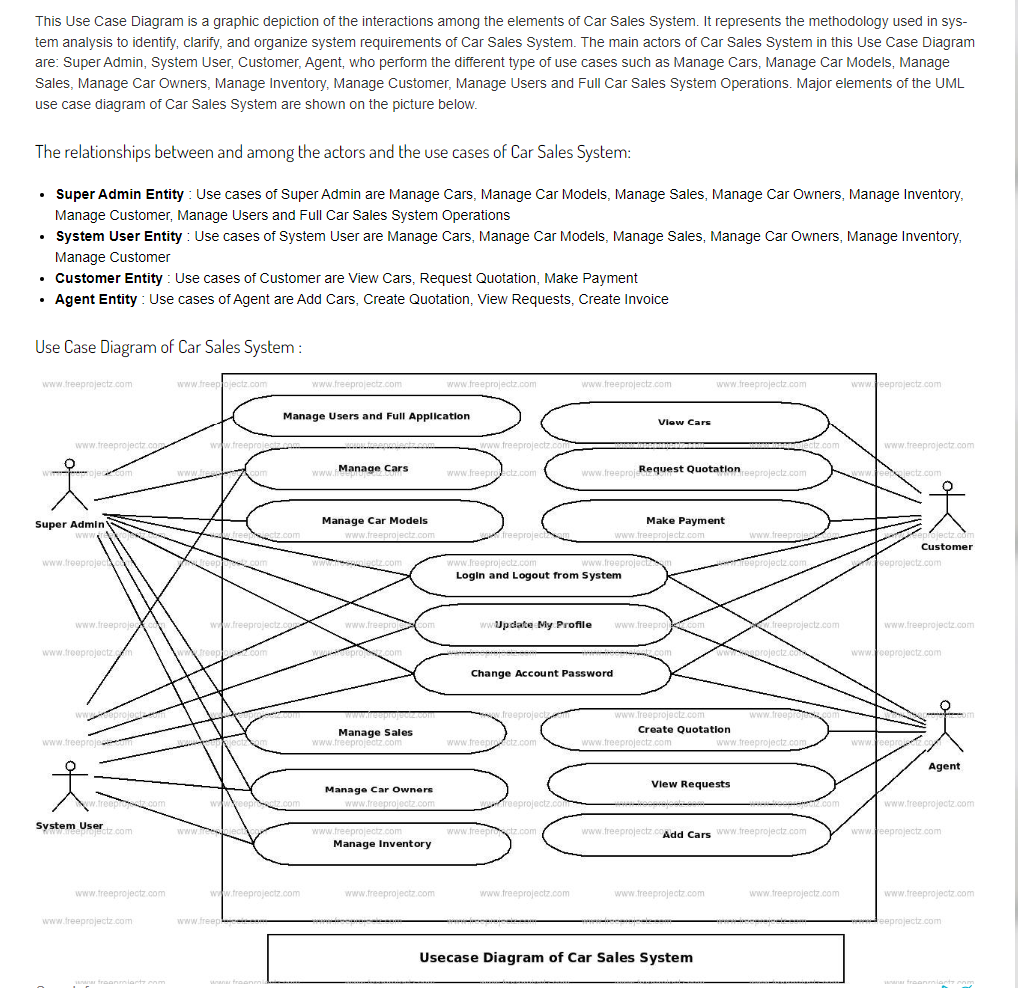 This Use Case Diagram is a graphic depiction of the interactions among the elements of Car Sales System. It represents the methodology used in sys-
tem analysis to identify, clarify, and organize system requirements of Car Sales System. The main actors of Car Sales System in this Use Case Diagram
are: Super Admin, System User, Customer, Agent, who perform the different type of use cases such as Manage Cars, Manage Car Models, Manage
Sales, Manage Car Owners, Manage Inventory, Manage Customer, Manage Users and Full Car Sales System Operations. Major elements of the UML
use case diagram of Car Sales System are shown on the picture below.
The relationships between and among the actors and the use cases of Car Sales System:
• Super Admin Entity : Use cases of Super Admin are Manage Cars, Manage Car Models, Manage Sales, Manage Car Owners, Manage Inventory,
Manage Customer, Manage Users and Full Car Sales System Operations
• System User Entity : Use cases of System User are Manage Cars, Manage Car Models, Manage Sales, Manage Car Owners, Manage Inventory,
Manage Customer
• Customer Entity : Use cases of Customer are View Cars, Request Quotation, Make Payment
• Agent Entity : Use cases of Agent are Add Cars, Create Quotation, View Requests, Create Invoice
Use Case Diagram of Car Sales System :
www.freeprojectz.com
Manage Users and Full Application
View Cars
Manage Cars
Request Quotation
Manage Car Models
Make Payment
Super Admin
Customer
Login and Logout from System
Update My Profile
Change Account Password
Manage Sales
Create Quotation
Agent
Manage Car Owners
View Requests
System User
Add Cars
Manage Inventory
Usecase Diagram of Car Sales System